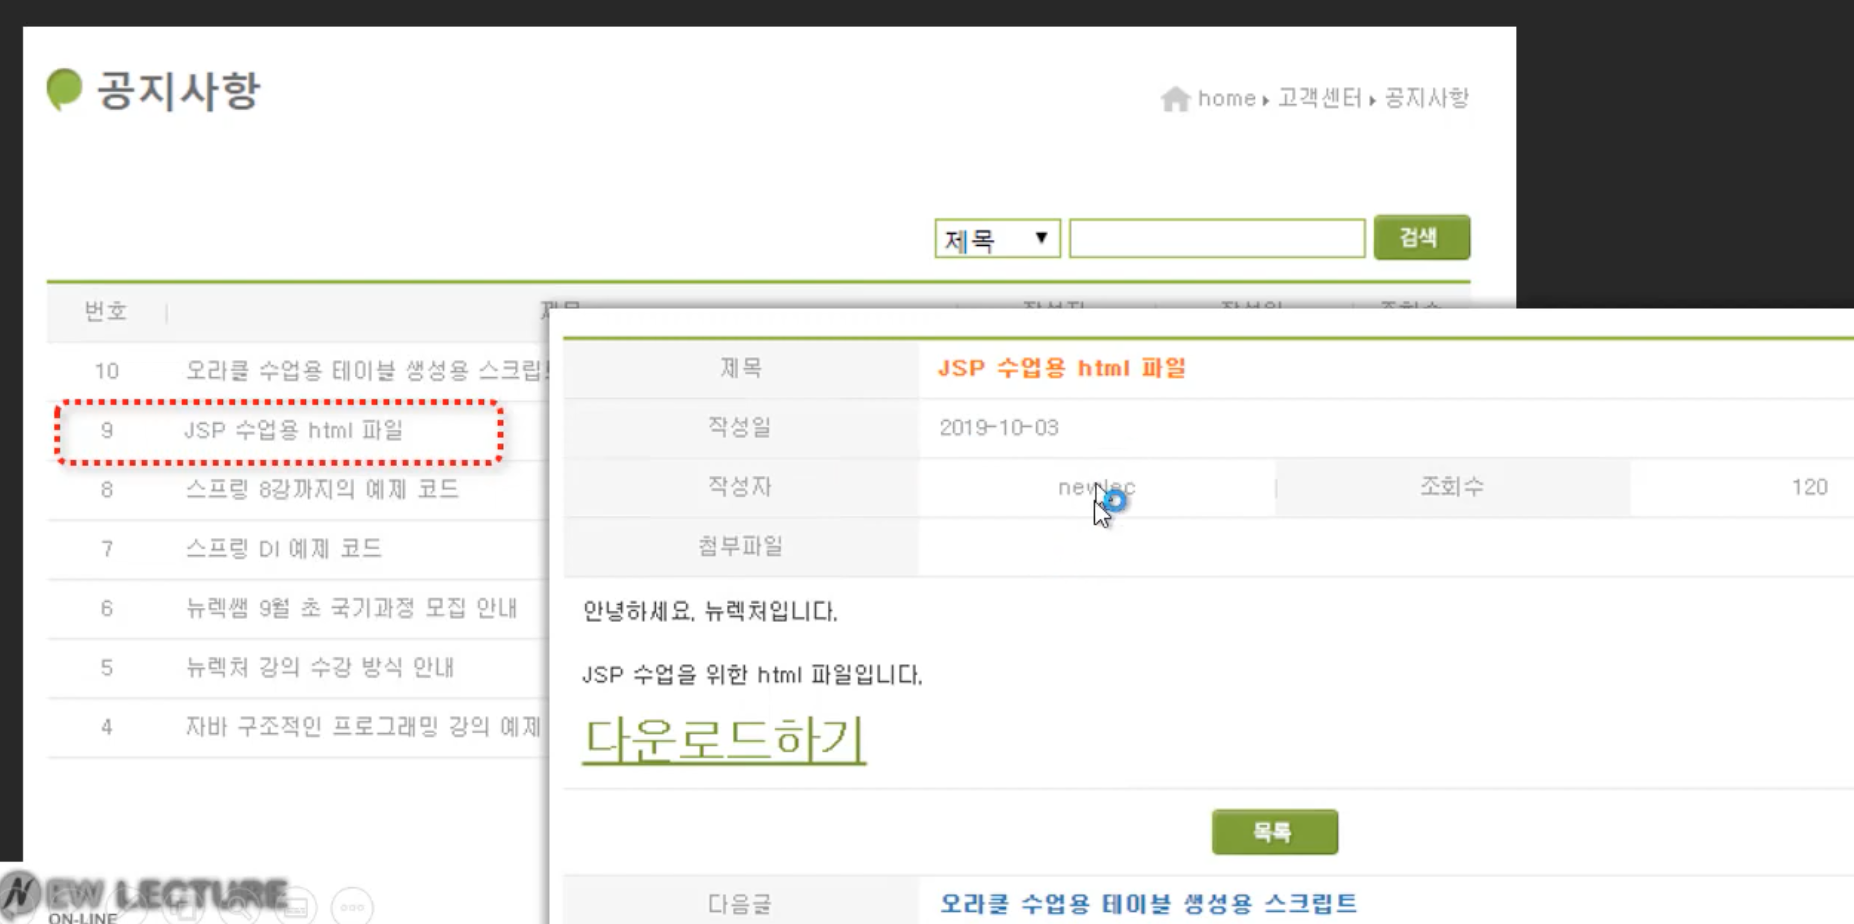 공지사항
home 고객센터 공지사항
제목 검색
번호 제목 작성자 작성일 조회수
10 오라클 수업용 테이블 생성용 스크립트
9 JSP 수업용 html 파일
8 스프링 8강까지의 예제 코드
7 스프링 DI 예제 코드
6 뉴렉쌤 9월 초 국기과정 모집 안내
5 뉴렉처 강의 수강 방식 안내
4 자바 구조적인 프로그래밍 강의 예제
제목 JSP 수업용 html 파일
작성일 2019-10-03
작성자 newlec 조회수 120
첨부파일
안녕하세요, 뉴렉처입니다.
JSP 수업을 위한 html 파일입니다.
다운로드하기
목록
다음글 오라클 수업용 테이블 생성용 스크립트
NEW LECTURE
ON-LINE